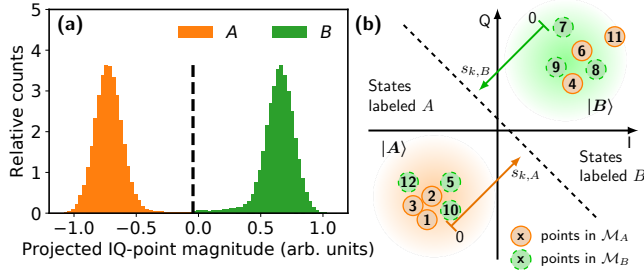 (a)
A
B
Relative counts
5
4
3
2
1
0
−1.0
−0.5
0.0
0.5
1.0
Projected IQ-point magnitude (arb. units)
(b)
Q
I
0
7
11
6
9
8
4
s_{k,B}
|B⟩
States
labeled A
|A⟩
12
5
2
3
10
1
0
s_{k,A}
States
labeled B
x points in ℳ_A
x points in ℳ_B